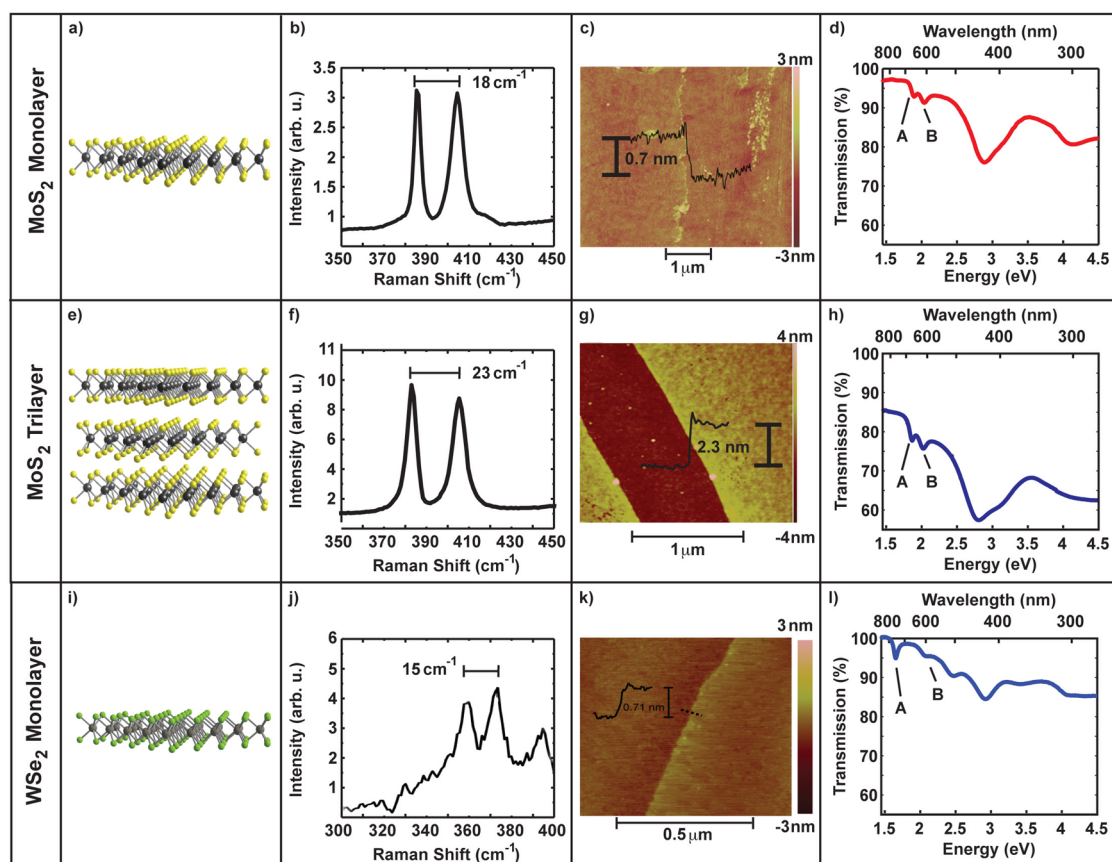 MoS2 Monolayer
a)
b)
3.5
3
2.5
2
1.5
1
18 cm-1
Intensity (arb. u.)
350 370 390 410 430 450
Raman Shift (cm-1)
c)
3 nm
0.7 nm
1 μm
-3 nm
d)
Wavelength (nm)
800 600 400 300
100
90
80
70
60
Transmission (%)
A B
1.5 2 2.5 3 3.5 4 4.5
Energy (eV)
MoS2 Trilayer
e)
f)
11
10
8
6
4
2
23 cm-1
Intensity (arb. u.)
350 370 390 410 430 450
Raman Shift (cm-1)
g)
4 nm
2.3 nm
1 μm
-4 nm
h)
Wavelength (nm)
800 600 400 300
100
90
80
70
60
Transmission (%)
A B
1.5 2 2.5 3 3.5 4 4.5
Energy (eV)
WSe2 Monolayer
i)
j)
6
5
4
3
2
1
15 cm-1
Intensity (arb. u.)
300 320 340 360 380 400
Raman Shift (cm-1)
k)
3 nm
0.71 nm
0.5 μm
-3 nm
l)
Wavelength (nm)
800 600 400 300
100
90
80
70
60
Transmission (%)
A B
1.5 2 2.5 3 3.5 4 4.5
Energy (eV)